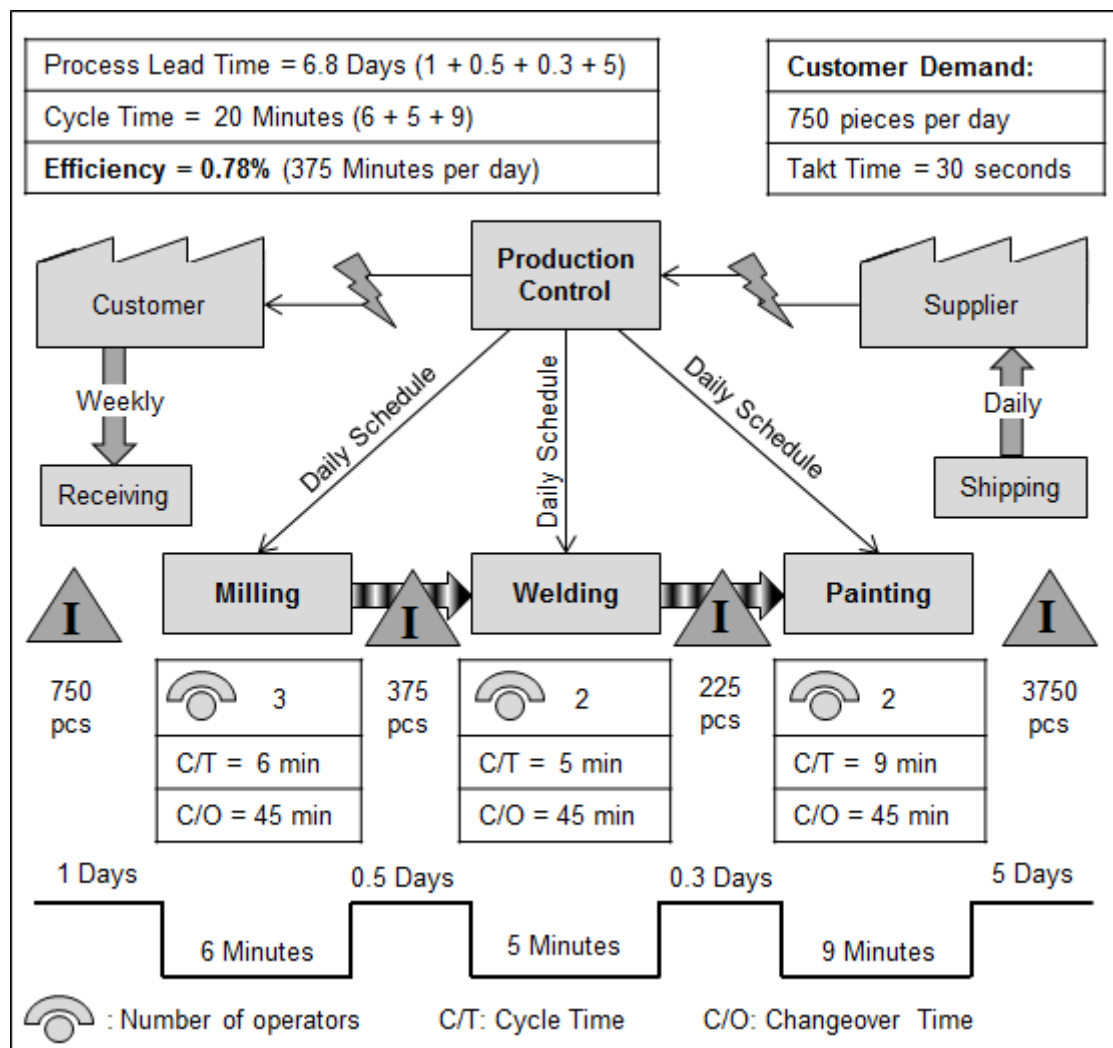 Process Lead Time = 6.8 Days (1 + 0.5 + 0.3 + 5)
Cycle Time = 20 Minutes (6 + 5 + 9)
Efficiency = 0.78% (375 Minutes per day)
Customer Demand:
750 pieces per day
Takt Time = 30 seconds
Customer
Production
Control
Supplier
Weekly
Daily Schedule
Daily Schedule
Daily Schedule
Daily
Receiving
Shipping
I
Milling
I
Welding
I
Painting
I
750
pcs
3
C/T = 6 min
C/O = 45 min
375
pcs
2
C/T = 5 min
C/O = 45 min
225
pcs
2
C/T = 9 min
C/O = 45 min
3750
pcs
1 Days
0.5 Days
0.3 Days
5 Days
6 Minutes
5 Minutes
9 Minutes
: Number of operators
C/T: Cycle Time
C/O: Changeover Time